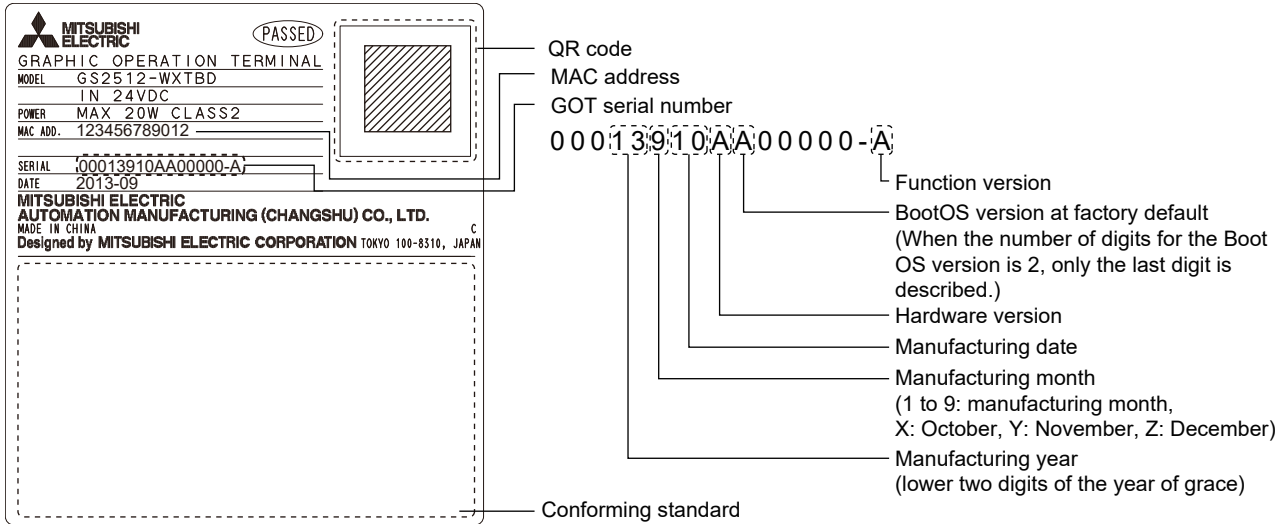 MITSUBISHI
ELECTRIC
PASSED
GRAPHIC OPERATION TERMINAL
MODEL GS2512-WXTBD
IN 24VDC
POWER MAX 20W CLASS2
MAC ADD. 123456789012
SERIAL 00013910AA00000-A
DATE 2013-09
MITSUBISHI ELECTRIC
AUTOMATION MANUFACTURING (CHANGSHU) CO., LTD.
MADE IN CHINA C
Designed by MITSUBISHI ELECTRIC CORPORATION TOKYO 100-8310, JAPAN
QR code
MAC address
GOT serial number
00013910AA00000-A
Function version
BootOS version at factory default
(When the number of digits for the Boot
OS version is 2, only the last digit is
described.)
Hardware version
Manufacturing date
Manufacturing month
(1 to 9: manufacturing month,
X: October, Y: November, Z: December)
Manufacturing year
(lower two digits of the year of grace)
Conforming standard